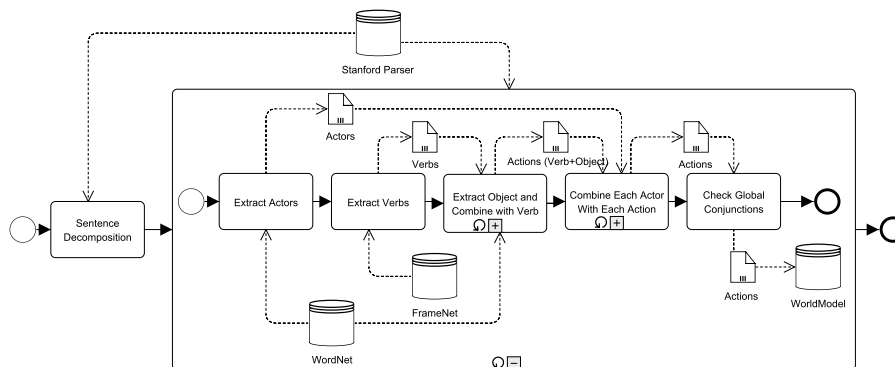 Stanford Parser
Actors
Verbs
Actions (Verb+Object)
Actions
Sentence
Decomposition
Extract Actors
Extract Verbs
Extract Object and
Combine with Verb
Combine Each Actor
With Each Action
Check Global
Conjunctions
FrameNet
Actions
WorldModel
WordNet